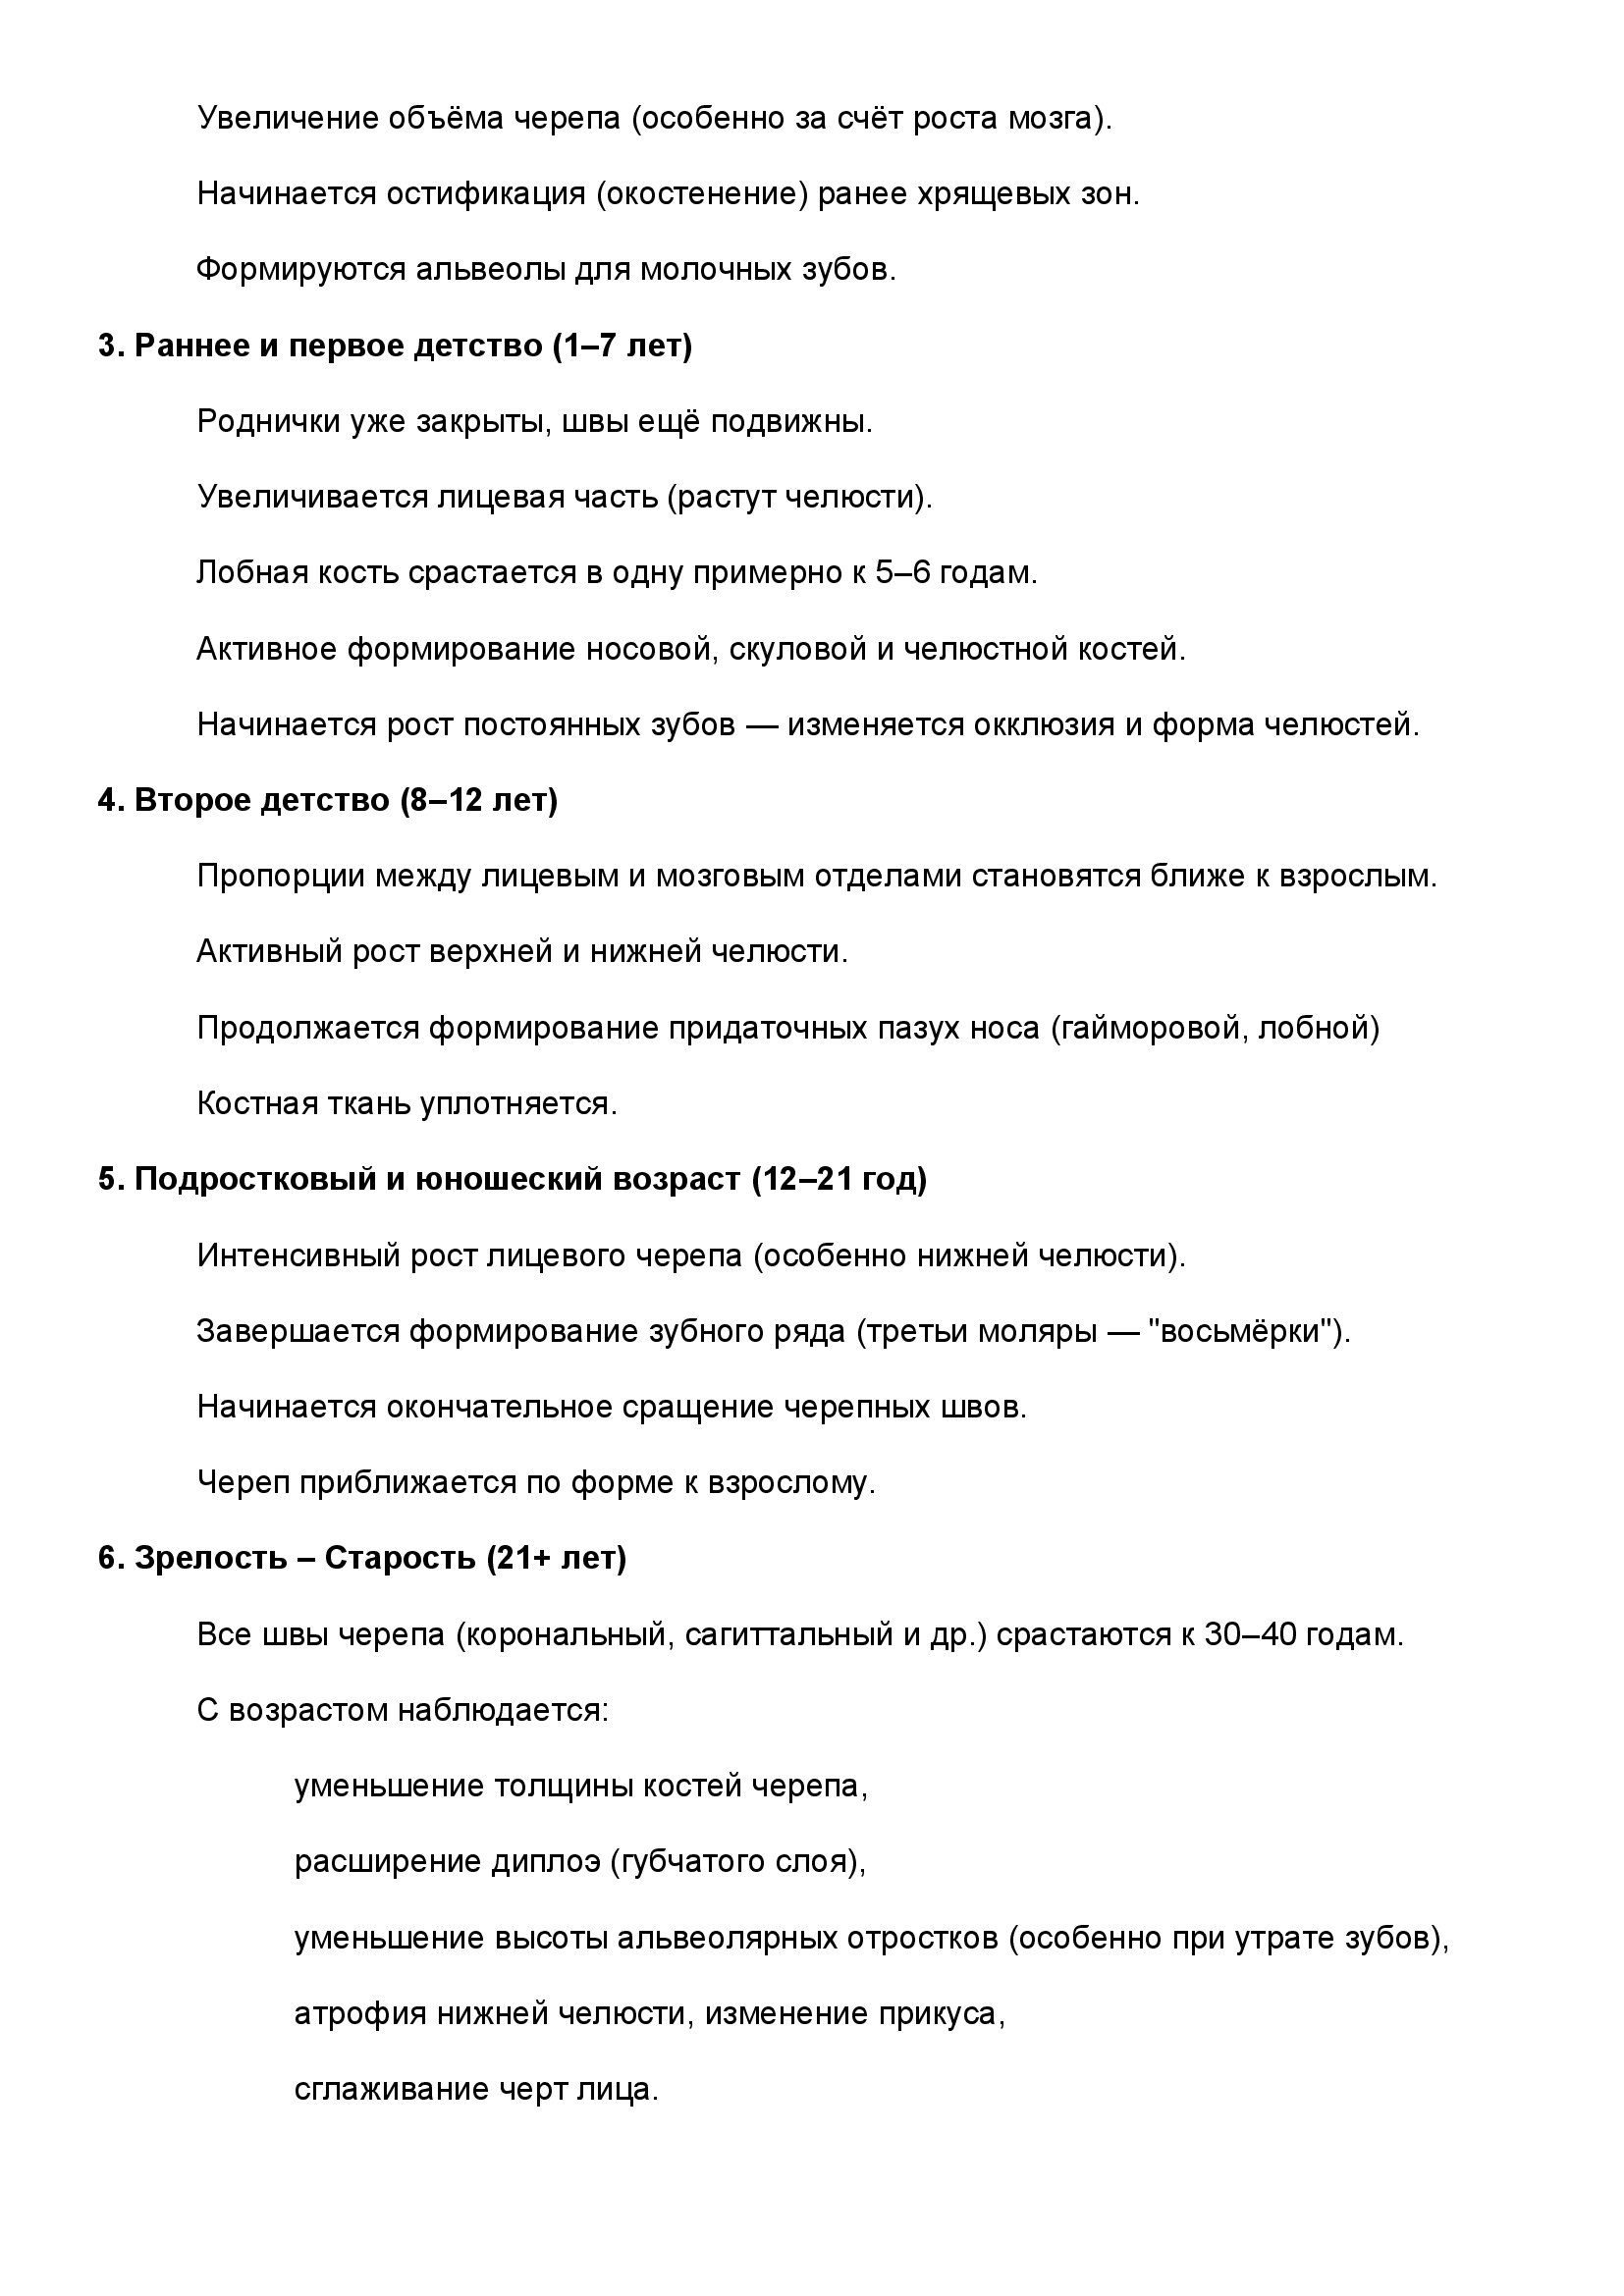 Увеличение объёма черепа (особенно за счёт роста мозга).
Начинается остификация (окостенение) ранее хрящевых зон.
Формируются альвеолы для молочных зубов.
3. Раннее и первое детство (1–7 лет)
Роднички уже закрыты, швы ещё подвижны.
Увеличивается лицевая часть (растут челюсти).
Лобная кость срастается в одну примерно к 5–6 годам.
Активное формирование носовой, скуловой и челюстной костей.
Начинается рост постоянных зубов — изменяется окклюзия и форма челюстей.
4. Второе детство (8–12 лет)
Пропорции между лицевым и мозговым отделами становятся ближе к взрослым.
Активный рост верхней и нижней челюсти.
Продолжается формирование придаточных пазух носа (гайморовой, лобной)
Костная ткань уплотняется.
5. Подростковый и юношеский возраст (12–21 год)
Интенсивный рост лицевого черепа (особенно нижней челюсти).
Завершается формирование зубного ряда (третьи моляры — "восьмёрки").
Начинается окончательное сращение черепных швов.
Череп приближается по форме к взрослому.
6. Зрелость – Старость (21+ лет)
Все швы черепа (корональный, сагиттальный и др.) срастаются к 30–40 годам.
С возрастом наблюдается:
уменьшение толщины костей черепа,
расширение диплоэ (губчатого слоя),
уменьшение высоты альвеолярных отростков (особенно при утрате зубов),
атрофия нижней челюсти, изменение прикуса,
сглаживание черт лица.